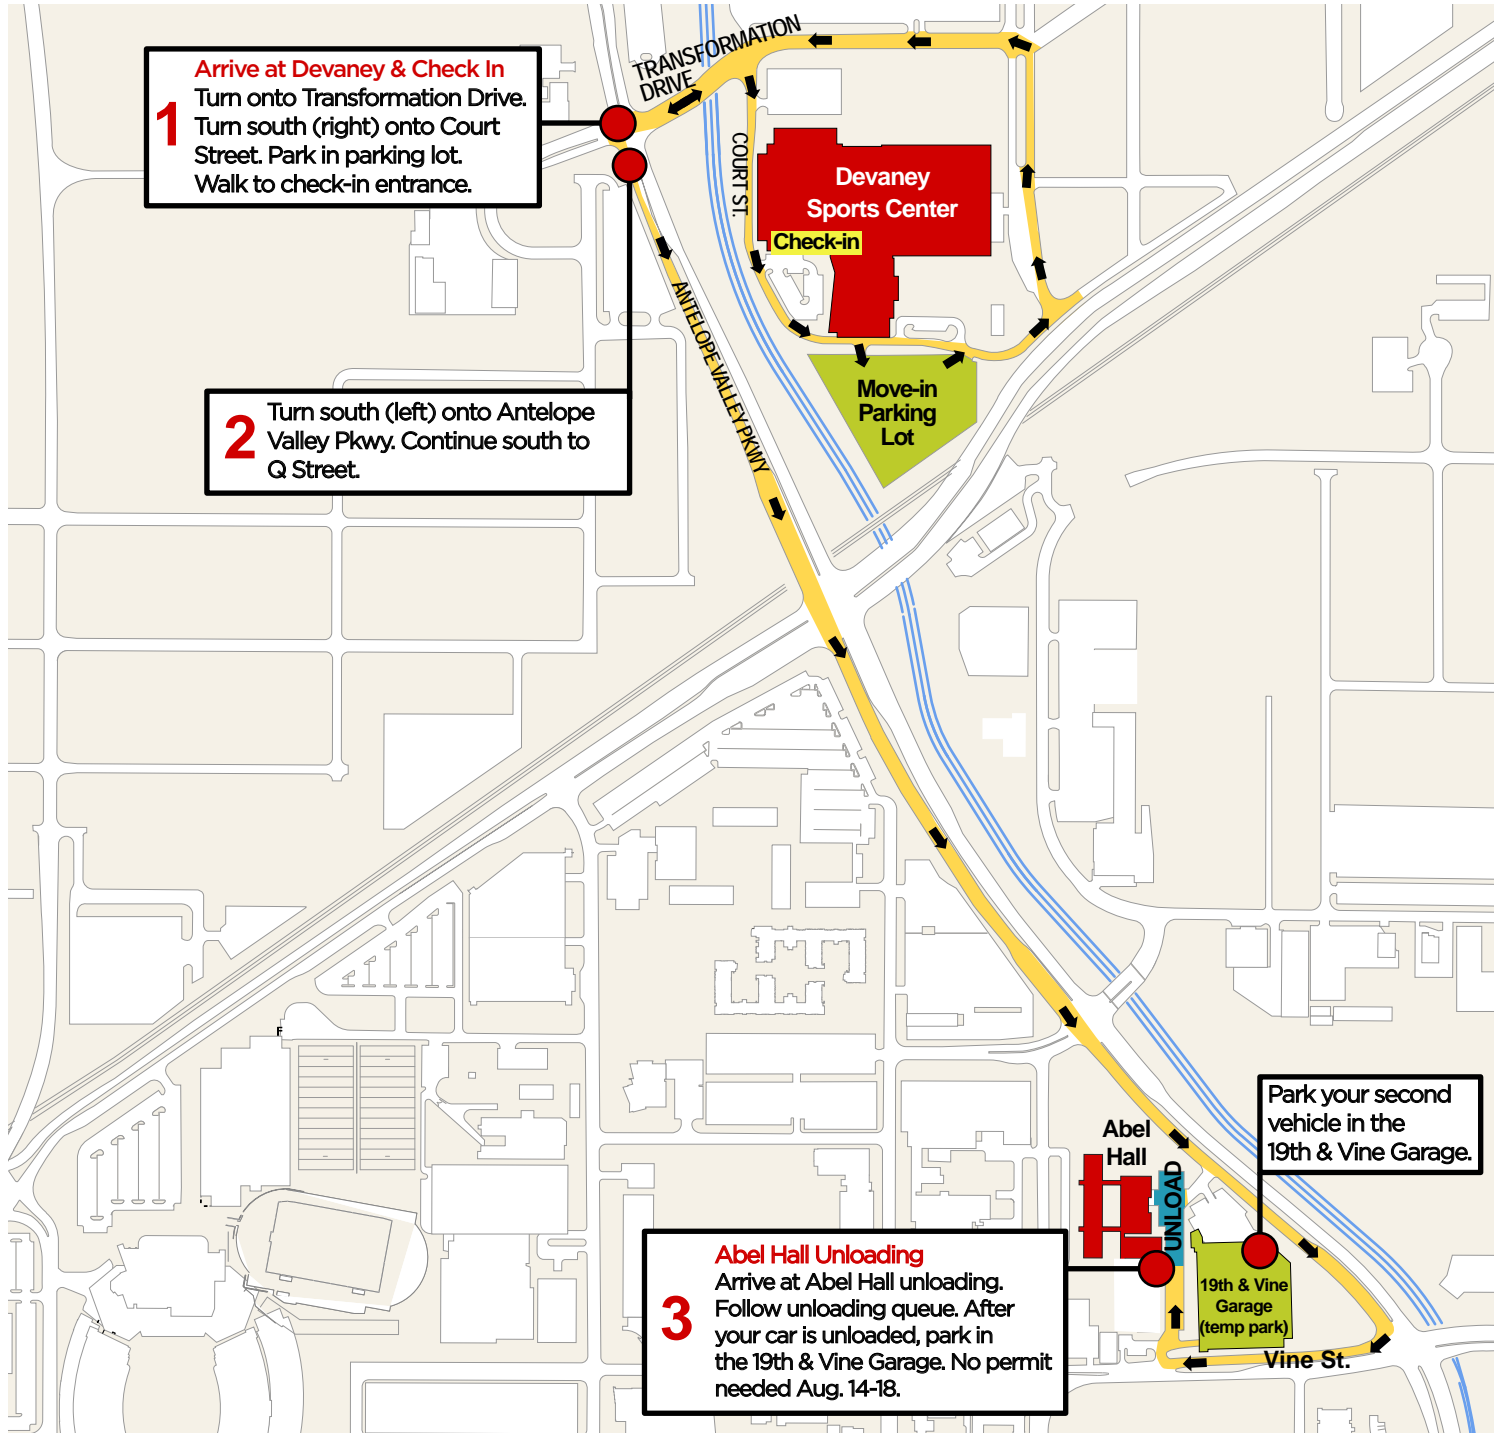 TRANSFORMATION
DRIVE
1
Arrive at Devaney & Check In
Turn onto Transformation Drive.
Turn south (right) onto Court
Street. Park in parking lot.
Walk to check-in entrance.
COURT ST.
Devaney
Sports Center
Check-in
ANTELOPE VALLEY PKWY
Move-in
Parking
Lot
2
Turn south (left) onto Antelope
Valley Pkwy. Continue south to
Q Street.
F
Park your second
vehicle in the
19th & Vine Garage.
Abel
Hall
UNLOAD
3
Abel Hall Unloading
Arrive at Abel Hall unloading.
Follow unloading queue. After
your car is unloaded, park in
the 19th & Vine Garage. No permit
needed Aug. 14-18.
19th & Vine
Garage
(temp park)
Vine St.